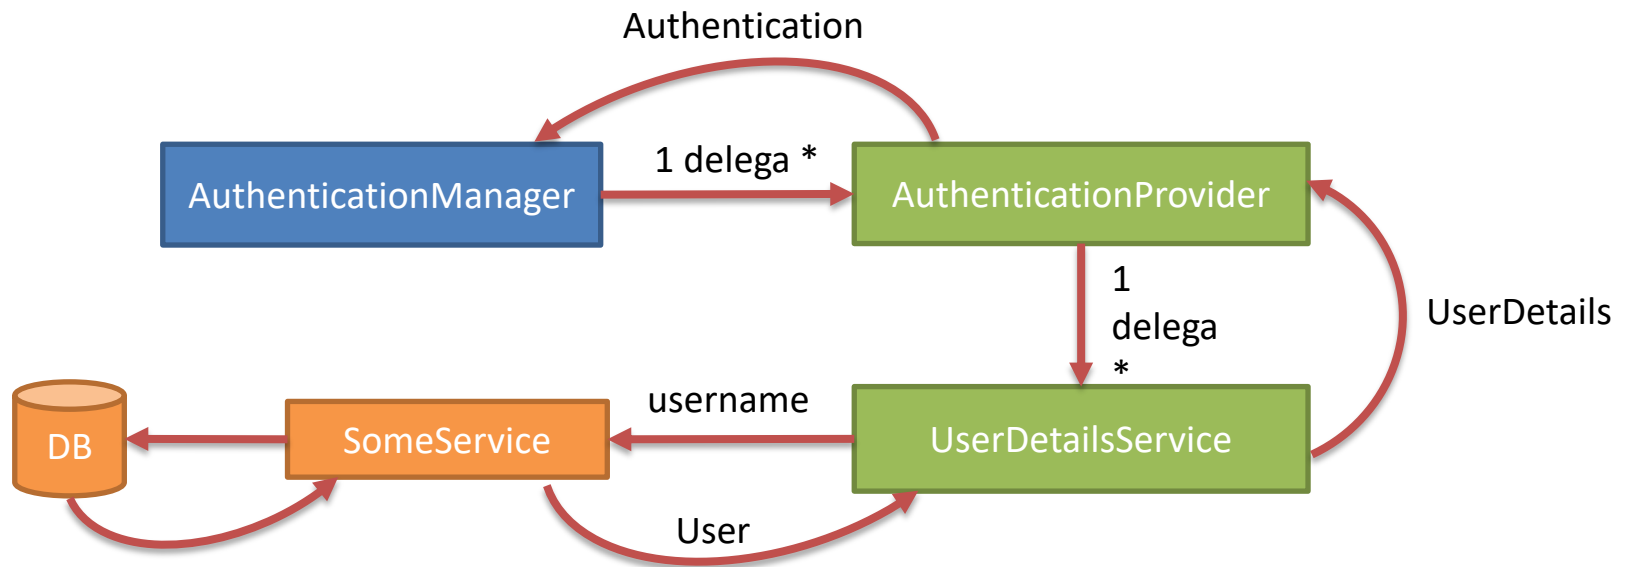 Authentication
1 delega *
AuthenticationManager
AuthenticationProvider
1
delega
*
UserDetails
username
DB
SomeService
UserDetailsService
User